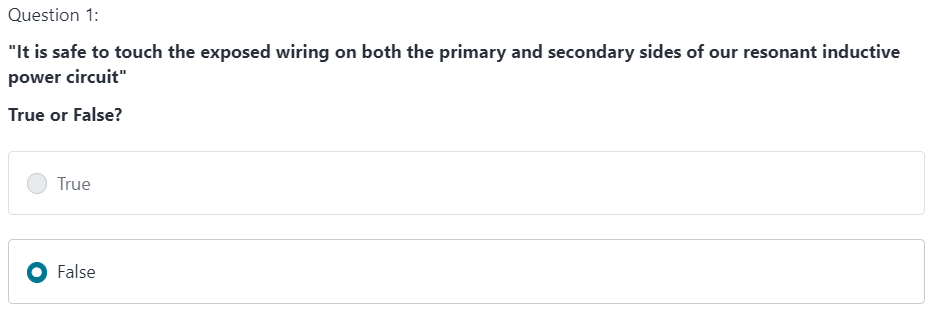 Question 1:
"It is safe to touch the exposed wiring on both the primary and secondary sides of our resonant inductive
power circuit"
True or False?
True
False